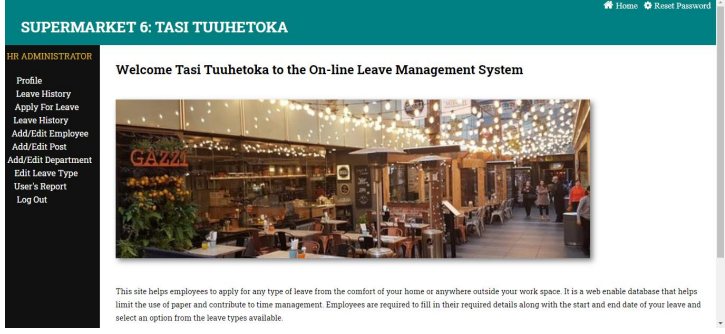 Home Reset Password
SUPERMARKET 6: TASI TUUHETOKA
HR ADMINISTRATOR
Profile
Leave History
Apply For Leave
Leave History
Add/Edit Employee
Add/Edit Post
Add/Edit Department
Edit Leave Type
User's Report
Log Out
Welcome Tasi Tuuhetoka to the On-line Leave Management System
GAZZI
This site helps employees to apply for any type of leave from the comfort of your home or anywhere outside your work space. It is a web enable database that helps
limit the use of paper and contribute to time management. Employees are required to fill in their required details along with the start and end date of your leave and
select an option from the leave types available.